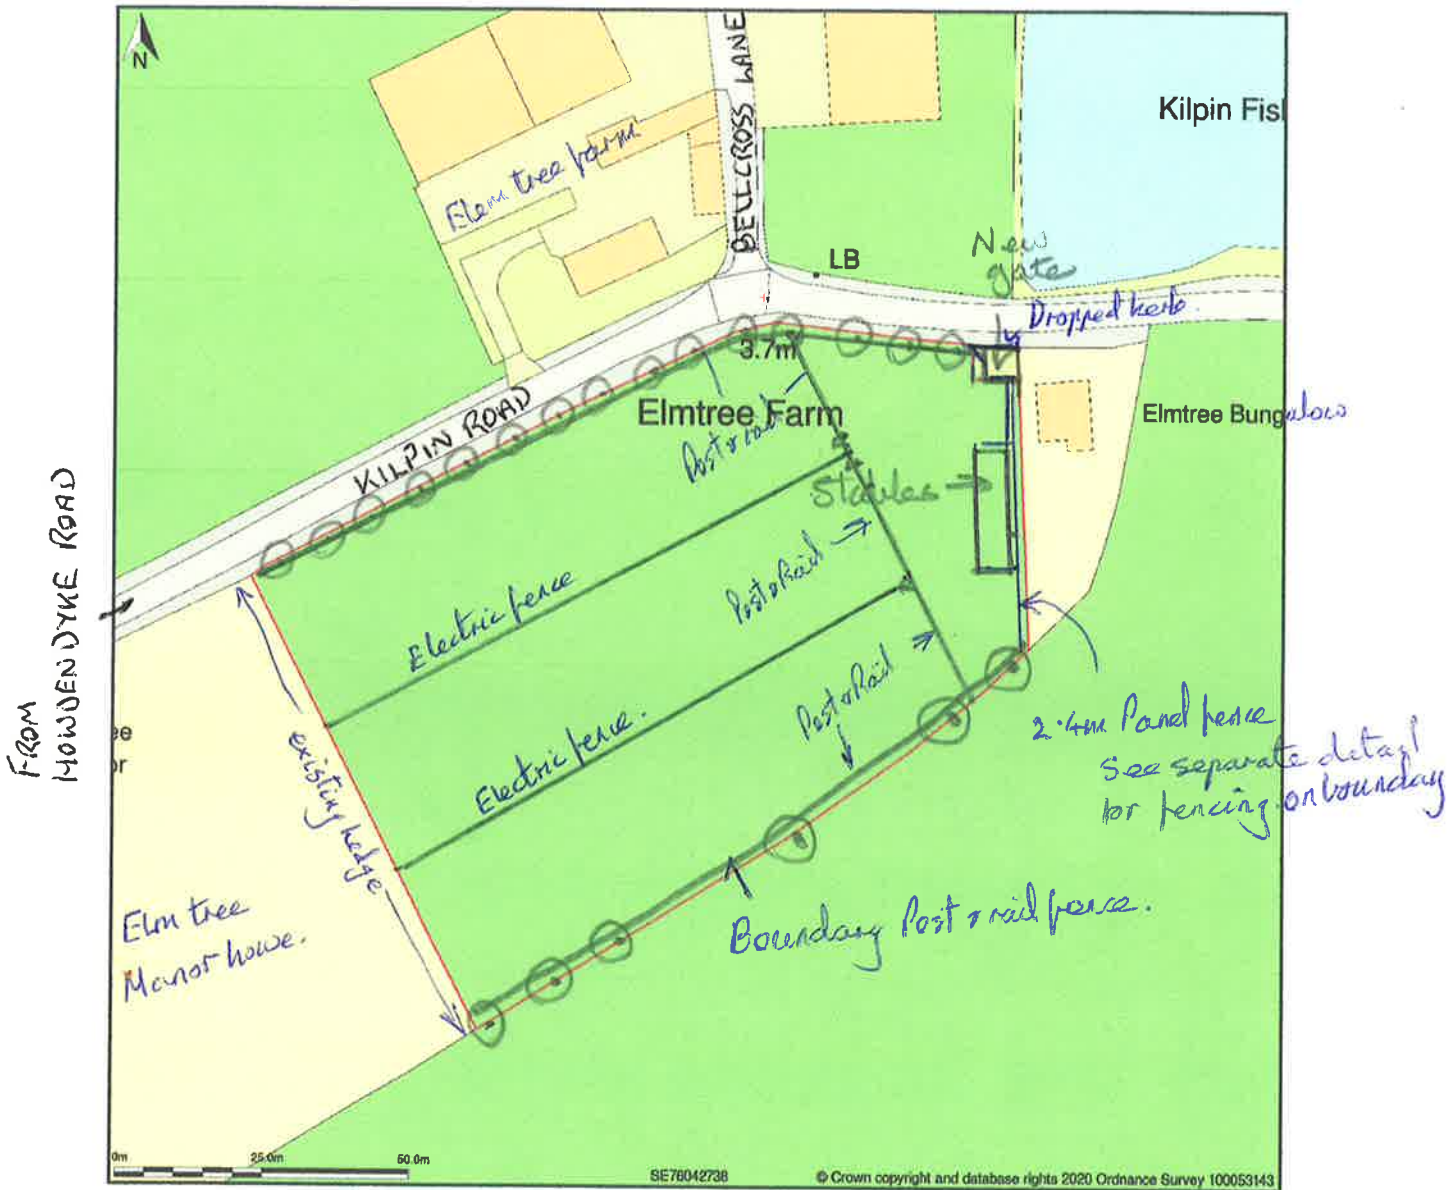 N
BELLCROSS LANE
Kilpin Fisl
Elm tree farm
LB
New
gate
Dropped kerb.
3.7m
Elmtree Farm
Elmtree Bungalow
KILPIN ROAD
Post & rail
Stables
FROM
HOWDENDYKE ROAD
Electric fence
Post & Rail
Electric fence.
Post & Rail
existing hedge
2.4m Panel fence
See separate detail
for fencing on boundary
ee
or
Elm tree
Manor house.
Boundary Post & rail fence.
0m
25.0m
50.0m
SE76042738
© Crown copyright and database rights 2020 Ordnance Survey 100053143